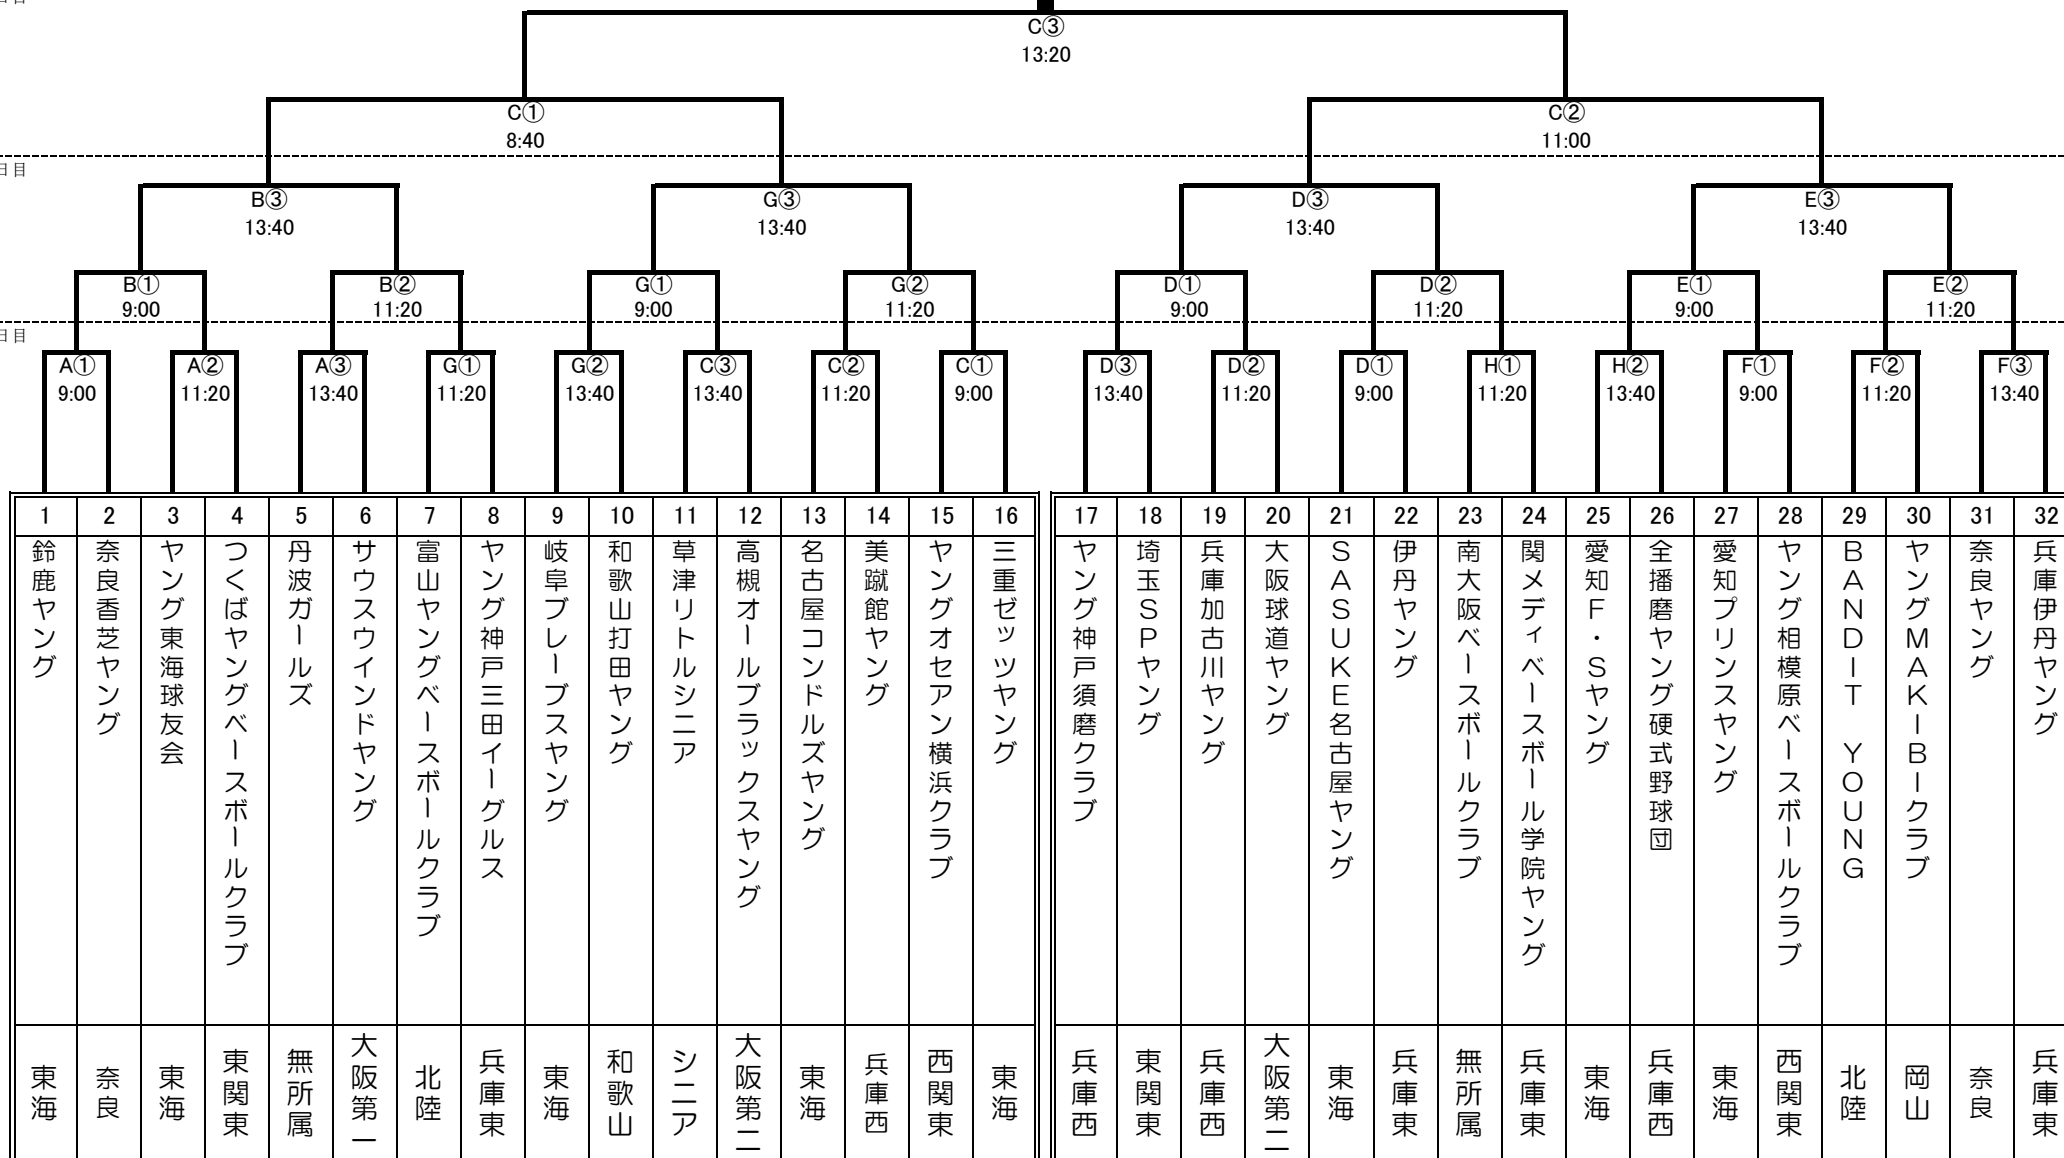 C③
13:20
C① C②
8:40 11:00
日目
B③ G③ D③ E③
13:40 13:40 13:40 13:40
B① B② G① G② D① D② E① E②
9:00 11:20 9:00 11:20 9:00 11:20 9:00 11:20
日目
A① A② A③ G① G② C③ C② C① D③ D② D① H① H② F① F② F③
9:00 11:20 13:40 11:20 13:40 13:40 11:20 9:00 13:40 11:20 9:00 11:20 13:40 9:00 11:20 13:40
1 2 3 4 5 6 7 8 9 10 11 12 13 14 15 16 17 18 19 20 21 22 23 24 25 26 27 28 29 30 31 32
鈴鹿ヤング
奈良香芝ヤング
ヤング東海球友会
つくばヤングベースボールクラブ
丹波ガールズ
サウスウインドヤング
富山ヤングベースボールクラブ
ヤング神戸三田イーグルス
岐阜ブレーブスヤング
和歌山打田ヤング
草津リトルシニア
高槻オールブラックスヤング
名古屋コンドルズヤング
美蹴館ヤング
ヤングオセアン横浜クラブ
三重ゼッツヤング
ヤング神戸須磨クラブ
埼玉SPヤング
兵庫加古川ヤング
大阪球道ヤング
SASUKE名古屋ヤング
伊丹ヤング
南大阪ベースボールクラブ
関メディベースボール学院ヤング
愛知F・Sヤング
全播磨ヤング硬式野球団
愛知プリンスヤング
ヤング相模原ベースボールクラブ
BANDIT YOUNG
ヤングMAKIBIクラブ
奈良ヤング
兵庫伊丹ヤング
東海
奈良
東海
東関東
無所属
大阪第一
北陸
兵庫東
東海
和歌山
シニア
大阪第二
東海
兵庫西
西関東
東海
兵庫西
東関東
兵庫西
大阪第二
東海
兵庫東
無所属
兵庫東
東海
兵庫西
東海
西関東
北陸
岡山
奈良
兵庫東